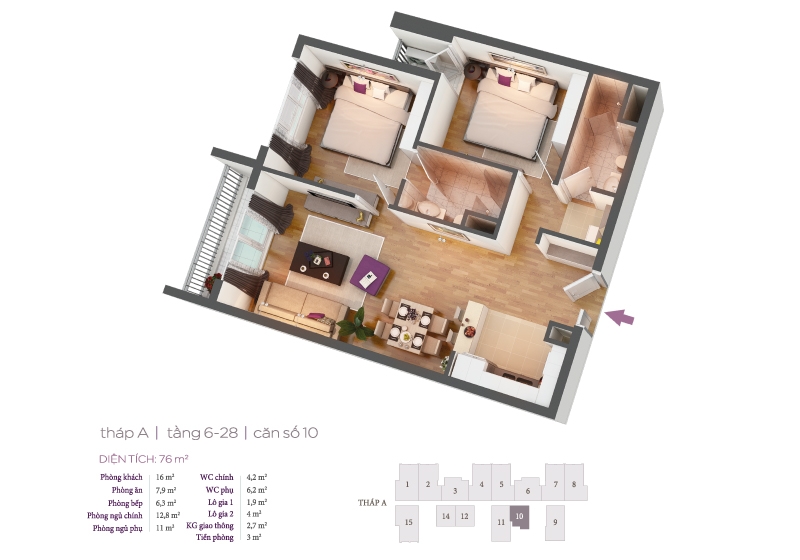 tháp A | tầng 6-28 | căn số 10
DIỆN TÍCH: 76 m²
Phòng khách 16 m²
Phòng ăn 7,9 m²
Phòng bếp 6,3 m²
Phòng ngủ chính 12,8 m²
Phòng ngủ phụ 11 m²
WC chính 4,2 m²
WC phụ 6,2 m²
Lô gia 1 1,9 m²
Lô gia 2 4 m²
KG giao thông 2,7 m²
Tiền phòng 3 m²
THÁP A
1 2 3 4 5 6 7 8
15 14 12 11 10 9